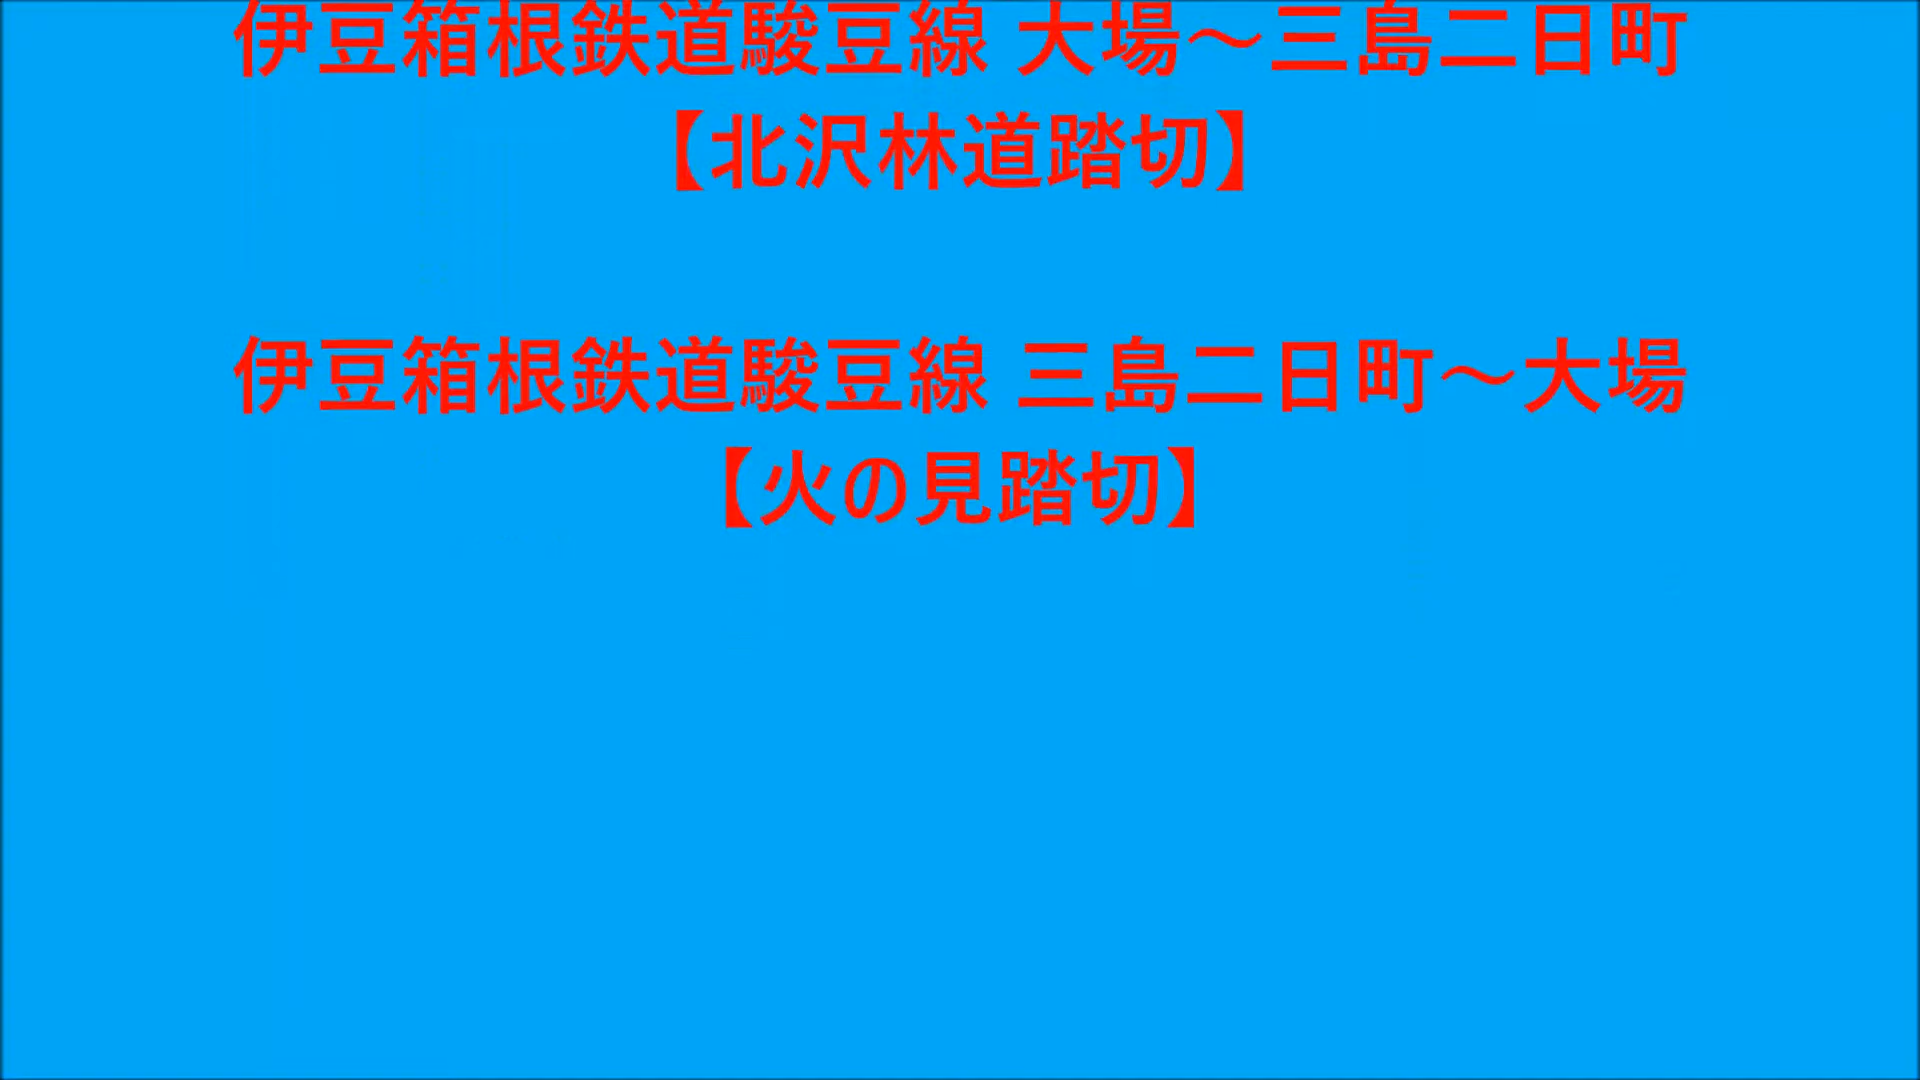 伊豆箱根鉄道駿豆線 大場～三島二日町
【北沢林道踏切】
伊豆箱根鉄道駿豆線 三島二日町～大場
【火の見踏切】